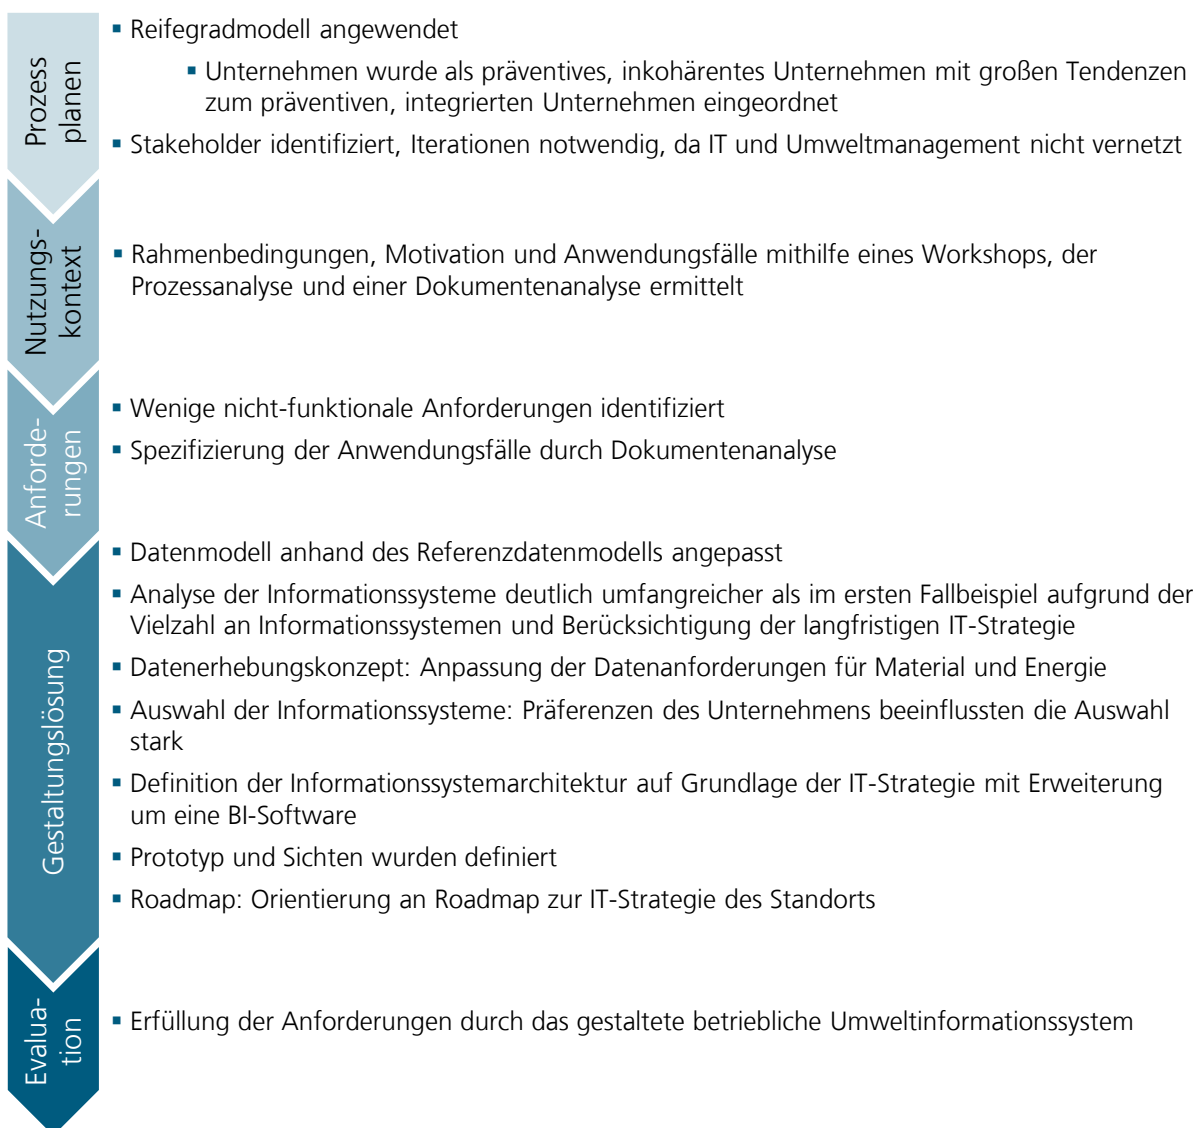 Prozess
planen
▪ Reifegradmodell angewendet
▪ Unternehmen wurde als präventives, inkohärentes Unternehmen mit großen Tendenzen
zum präventiven, integrierten Unternehmen eingeordnet
▪ Stakeholder identifiziert, Iterationen notwendig, da IT und Umweltmanagement nicht vernetzt
Nutzungs-
kontext
▪ Rahmenbedingungen, Motivation und Anwendungsfälle mithilfe eines Workshops, der
Prozessanalyse und einer Dokumentenanalyse ermittelt
Anforde-
rungen
▪ Wenige nicht-funktionale Anforderungen identifiziert
▪ Spezifizierung der Anwendungsfälle durch Dokumentenanalyse
Gestaltungslösung
▪ Datenmodell anhand des Referenzdatenmodells angepasst
▪ Analyse der Informationssysteme deutlich umfangreicher als im ersten Fallbeispiel aufgrund der
Vielzahl an Informationssystemen und Berücksichtigung der langfristigen IT-Strategie
▪ Datenerhebungskonzept: Anpassung der Datenanforderungen für Material und Energie
▪ Auswahl der Informationssysteme: Präferenzen des Unternehmens beeinflussten die Auswahl
stark
▪ Definition der Informationssystemarchitektur auf Grundlage der IT-Strategie mit Erweiterung
um eine BI-Software
▪ Prototyp und Sichten wurden definiert
▪ Roadmap: Orientierung an Roadmap zur IT-Strategie des Standorts
Evalua-
tion
▪ Erfüllung der Anforderungen durch das gestaltete betriebliche Umweltinformationssystem